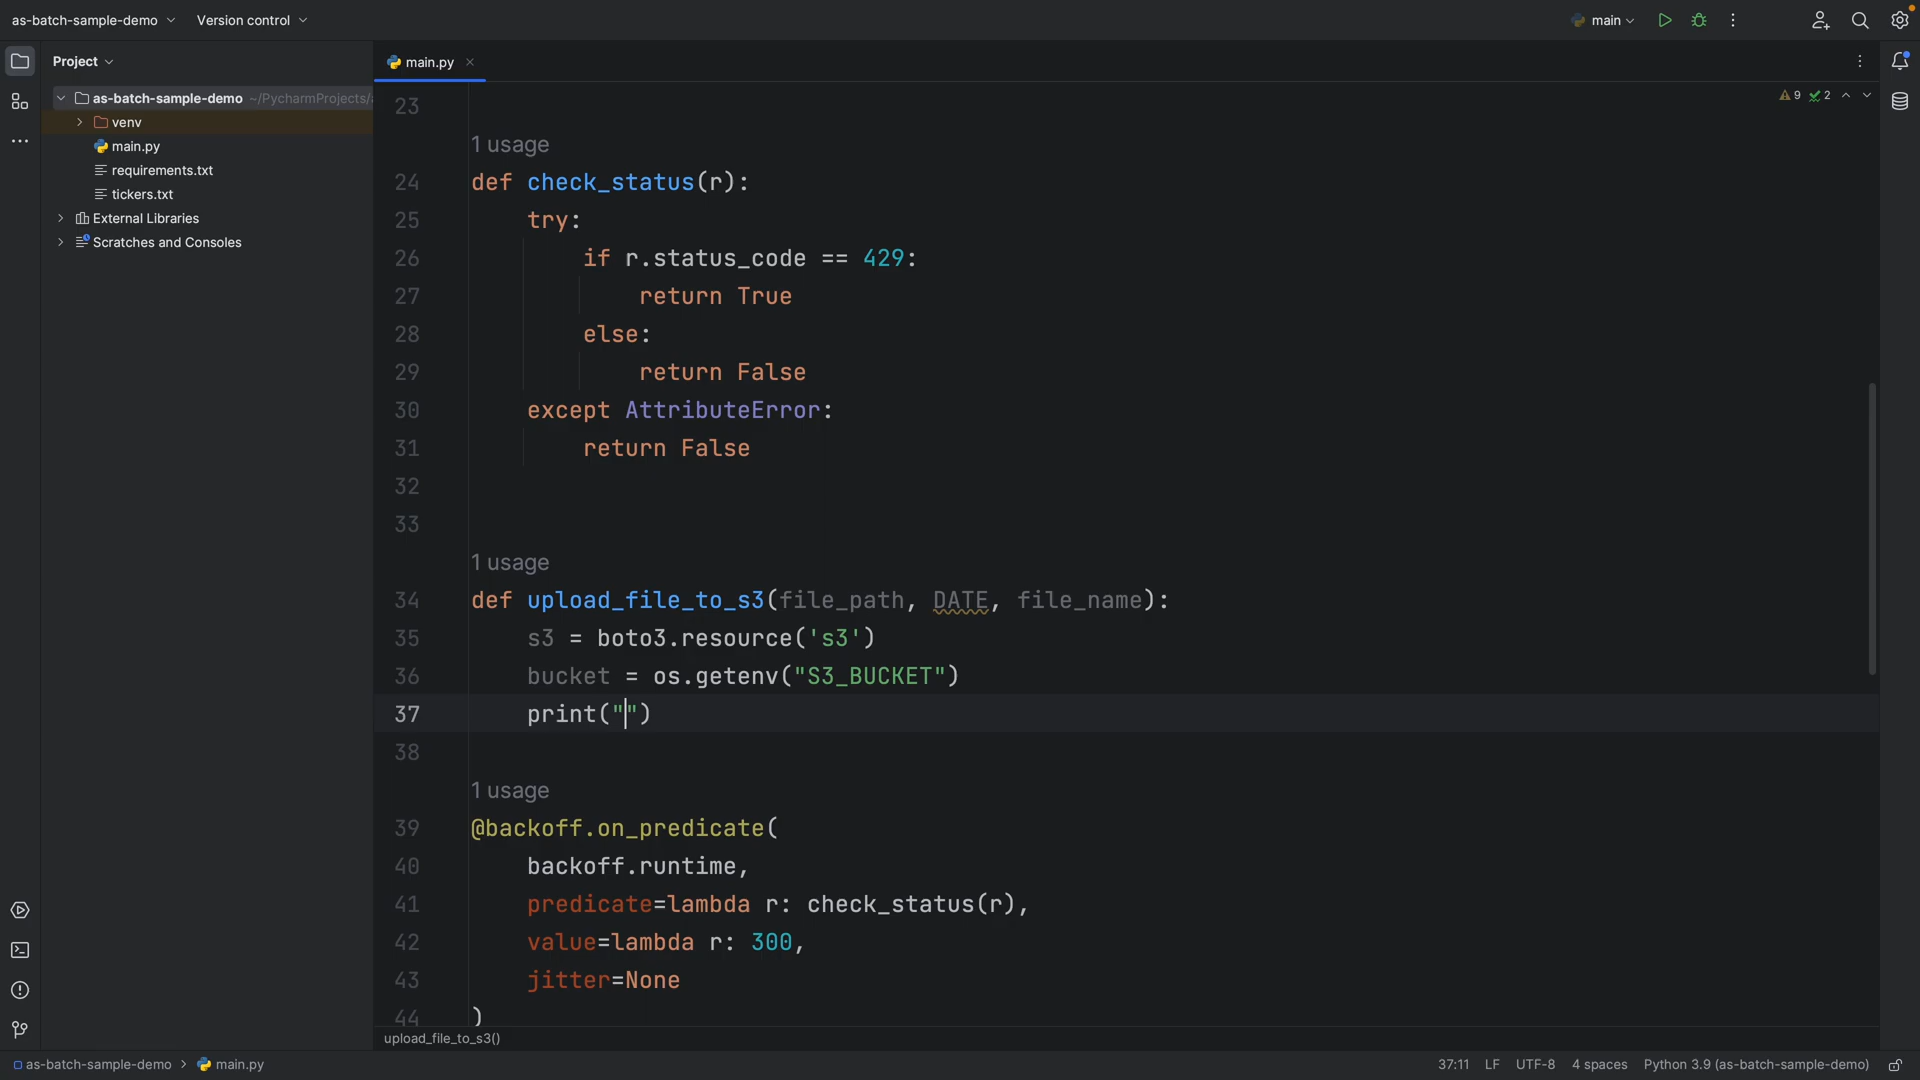 as-batch-sample-demo Version control main
Project
main.py
as-batch-sample-demo ~/PycharmProjects/
venv
main.py
requirements.txt
tickers.txt
External Libraries
Scratches and Consoles
9 2
23
1 usage
24 def check_status(r):
25 try:
26 if r.status_code == 429:
27 return True
28 else:
29 return False
30 except AttributeError:
31 return False
32
33
1 usage
34 def upload_file_to_s3(file_path, DATE, file_name):
35 s3 = boto3.resource('s3')
36 bucket = os.getenv("S3_BUCKET")
37 print("")
38
1 usage
39 @backoff.on_predicate(
40 backoff.runtime,
41 predicate=lambda r: check_status(r),
42 value=lambda r: 300,
43 jitter=None
44 )
upload_file_to_s3()
as-batch-sample-demo main.py 37:11 LF UTF-8 4 spaces Python 3.9 (as-batch-sample-demo)